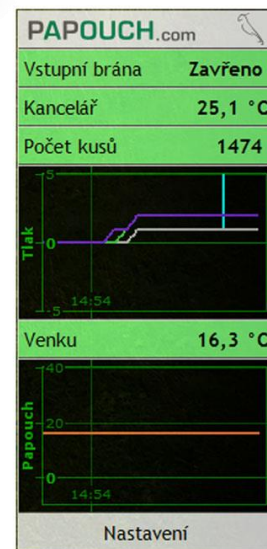 PAPOUCH.com
Vstupní brána Zavřeno
Kancelář 25,1 °C
Počet kusů 1474
5
Tlak
0
-5
14:54
Venku 16,3 °C
40
20
Papouch
0
14:54
Nastavení